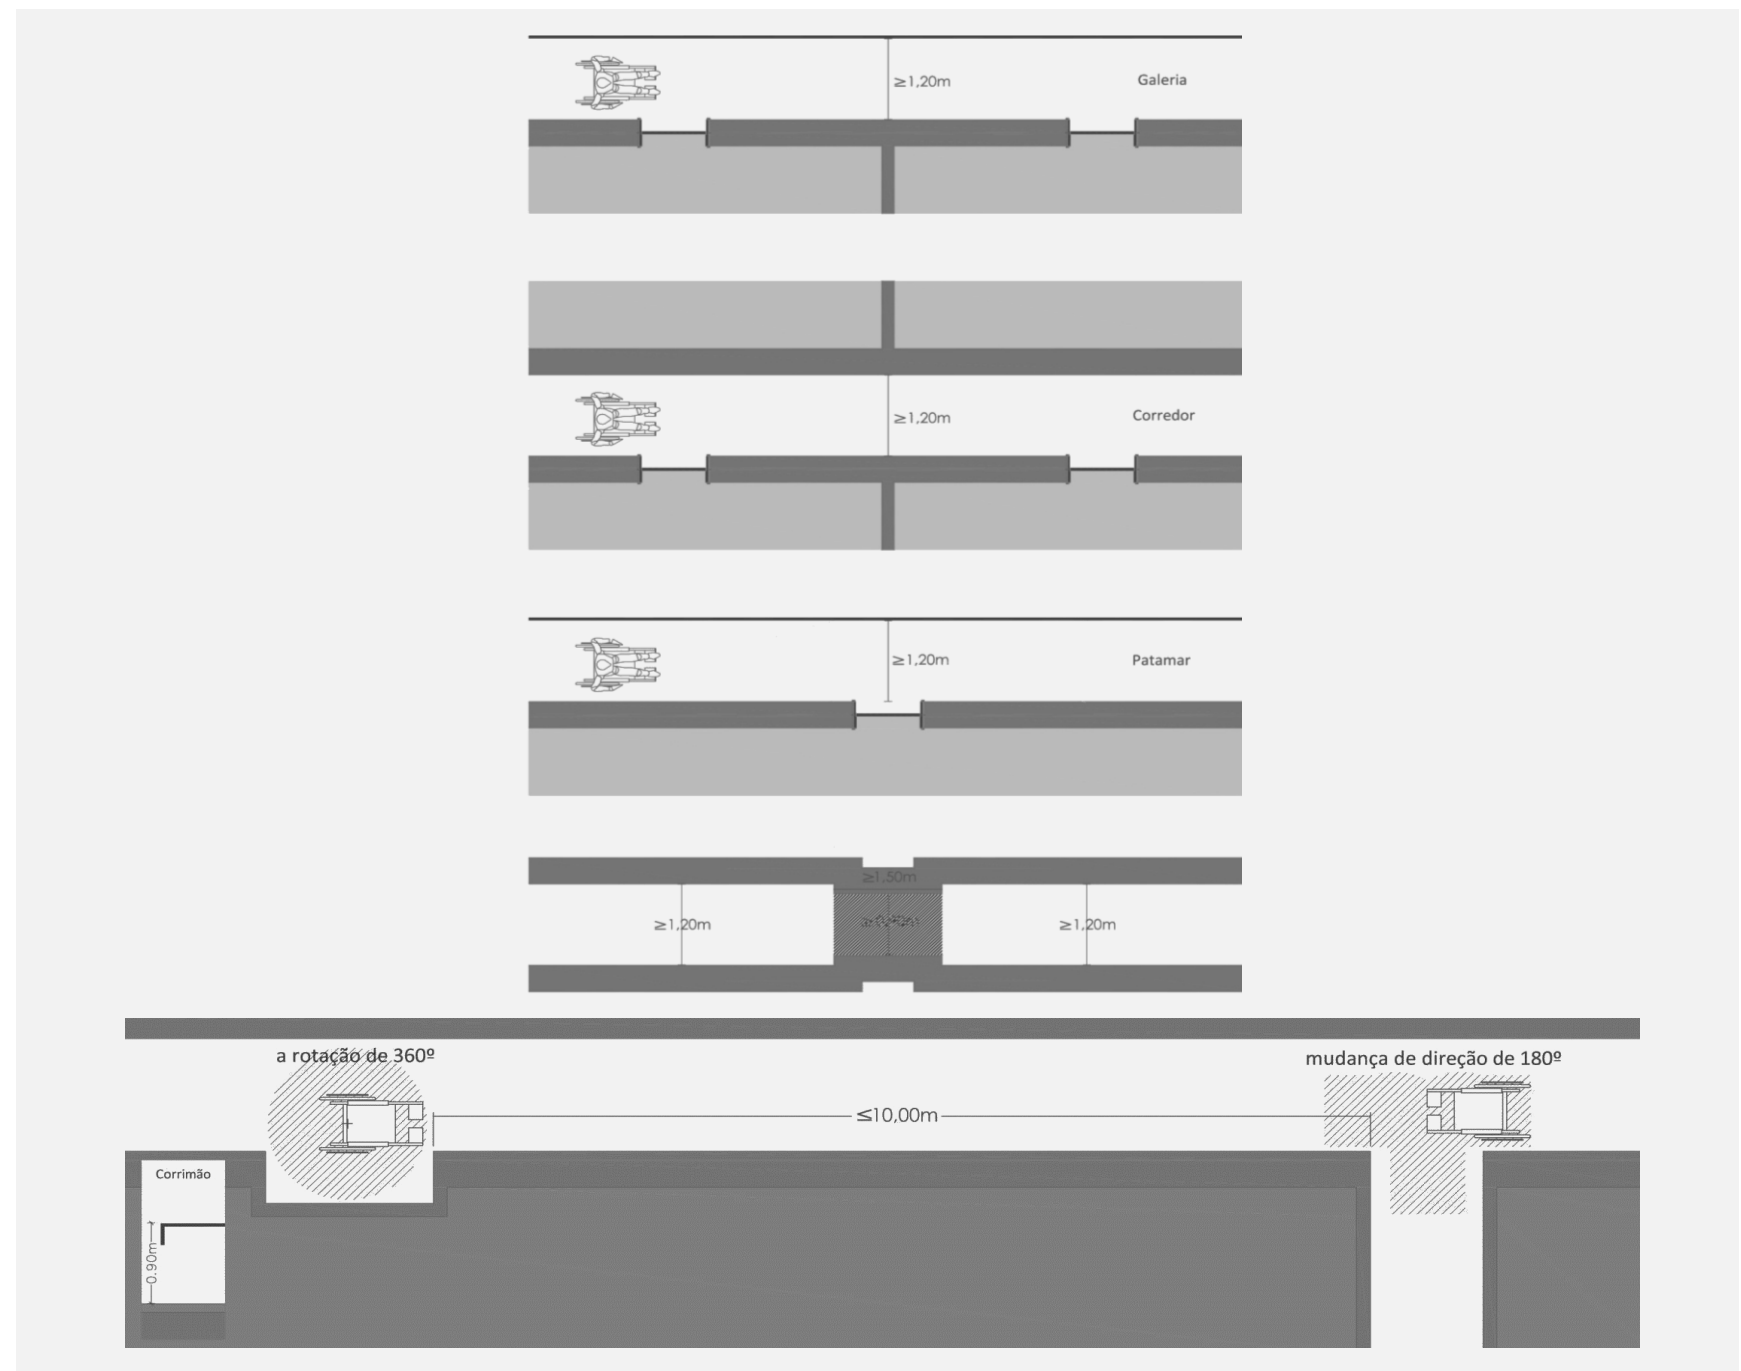 ≥1,20m
Galeria
≥1,20m
Corredor
≥1,20m
Patamar
≥1,50m
≥1,20m
≥1,20m
a rotação de 360º
mudança de direção de 180º
≤10,00m
Corrimão
0.90m